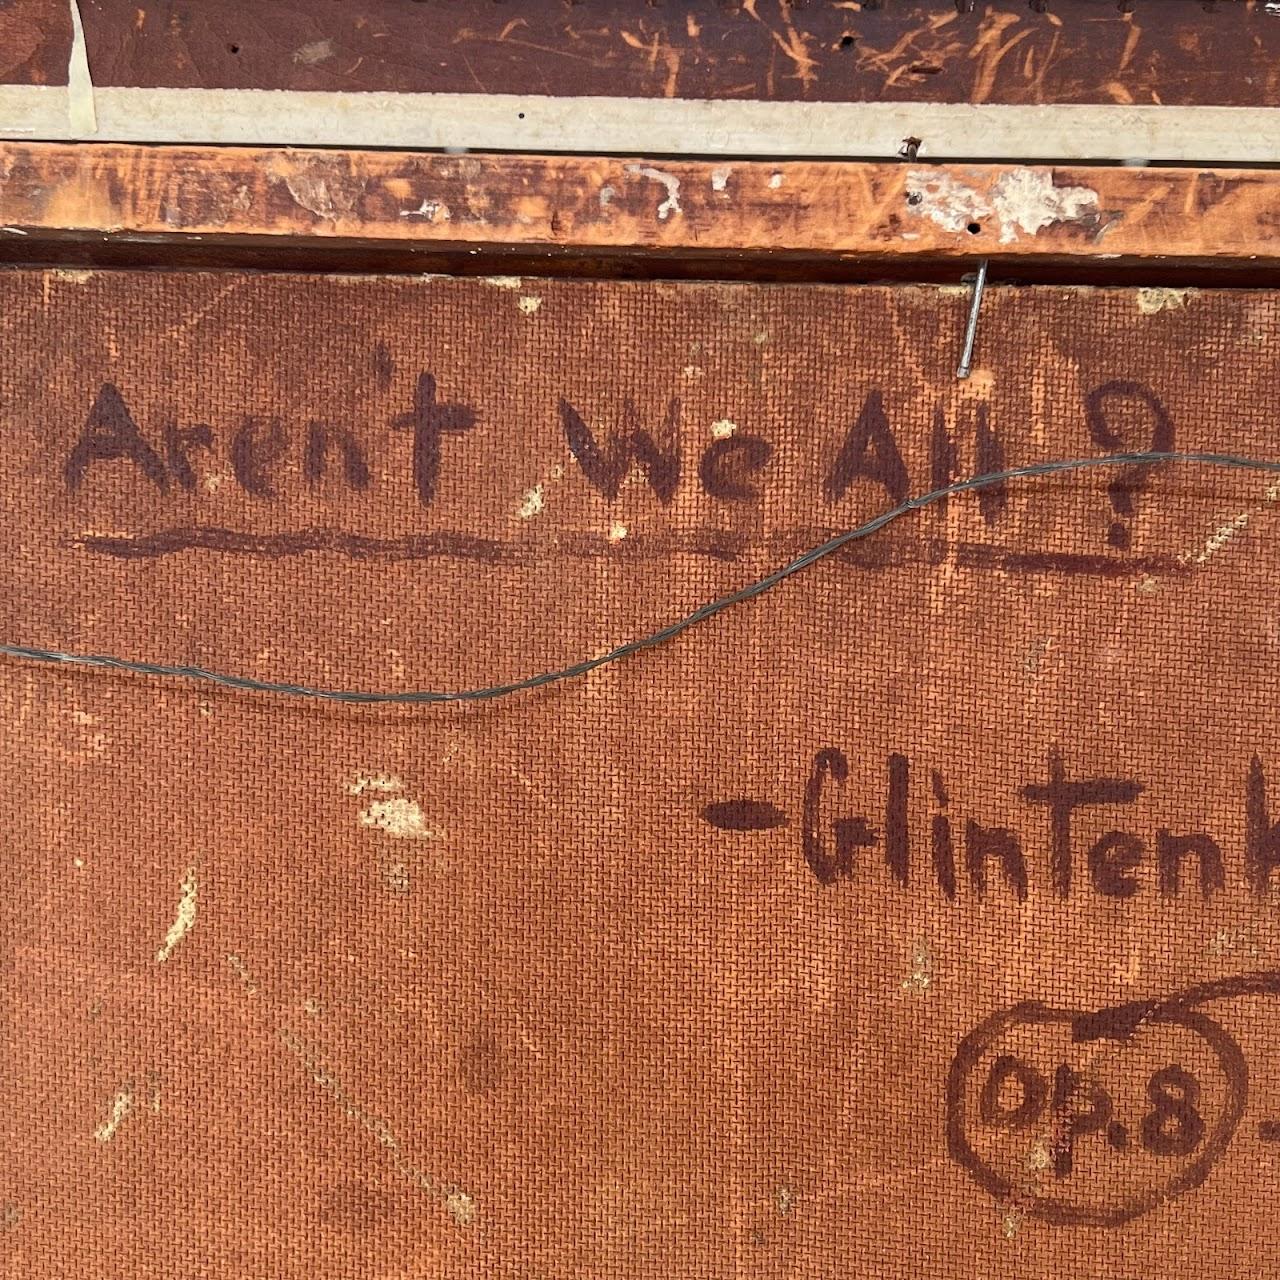 Aren't We All?
-Glintenk
op.8